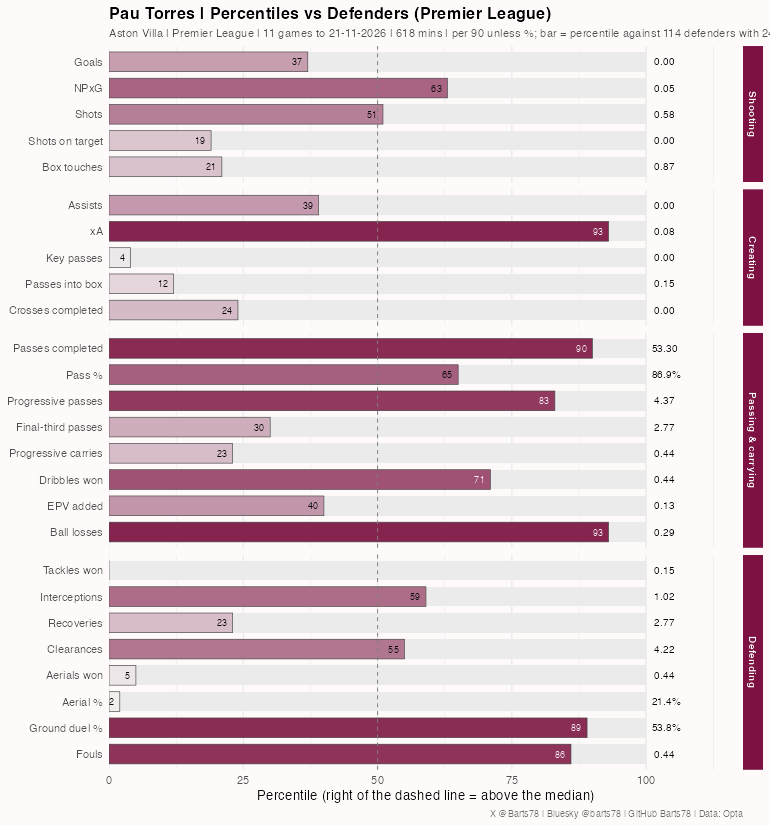 Pau Torres | Percentiles vs Defenders (Premier League)
Aston Villa | Premier League | 11 games to 21-11-2026 | 618 mins | per 90 unless %; bar = percentile against 114 defenders with 24
Goals 37 0.00
NPxG 63 0.05
Shots 51 0.58
Shots on target 19 0.00
Box touches 21 0.87
Shooting
Assists 39 0.00
xA 93 0.08
Key passes 4 0.00
Passes into box 12 0.15
Crosses completed 24 0.00
Creating
Passes completed 90 53.30
Pass % 65 86.9%
Progressive passes 83 4.37
Final-third passes 30 2.77
Progressive carries 23 0.44
Dribbles won 71 0.44
EPV added 40 0.13
Ball losses 93 0.29
Passing & carrying
Tackles won 0.15
Interceptions 59 1.02
Recoveries 23 2.77
Clearances 55 4.22
Aerials won 5 0.44
Aerial % 2 21.4%
Ground duel % 89 53.8%
Fouls 86 0.44
Defending
0 25 50 75 100
Percentile (right of the dashed line = above the median)
X @Barts78 | Bluesky @barts78 | GitHub Barts78 | Data: Opta